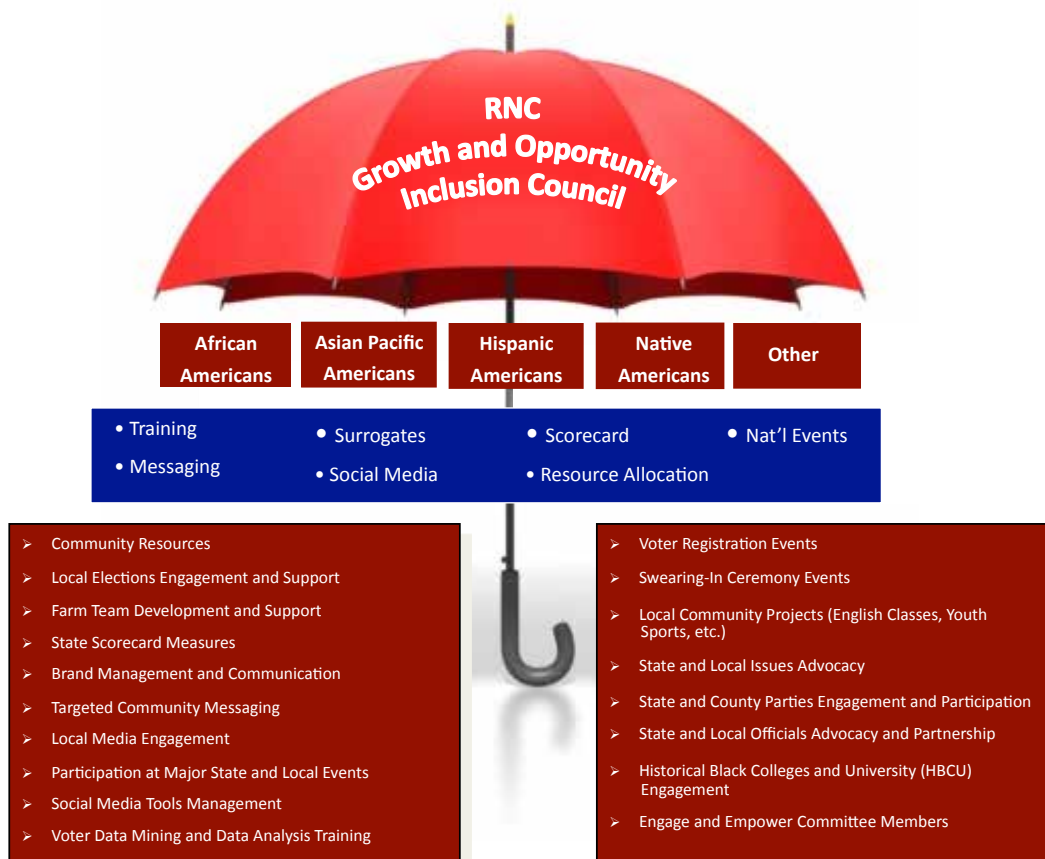 RNC
Growth and Opportunity
Inclusion Council
African
Americans
Asian Pacific
Americans
Hispanic
Americans
Native
Americans
Other
• Training
• Messaging
• Surrogates
• Social Media
• Scorecard
• Resource Allocation
• Nat'l Events
➢ Community Resources
➢ Local Elections Engagement and Support
➢ Farm Team Development and Support
➢ State Scorecard Measures
➢ Brand Management and Communication
➢ Targeted Community Messaging
➢ Local Media Engagement
➢ Participation at Major State and Local Events
➢ Social Media Tools Management
➢ Voter Data Mining and Data Analysis Training
➢ Voter Registration Events
➢ Swearing-In Ceremony Events
➢ Local Community Projects (English Classes, Youth
Sports, etc.)
➢ State and Local Issues Advocacy
➢ State and County Parties Engagement and Participation
➢ State and Local Officials Advocacy and Partnership
➢ Historical Black Colleges and University (HBCU)
Engagement
➢ Engage and Empower Committee Members